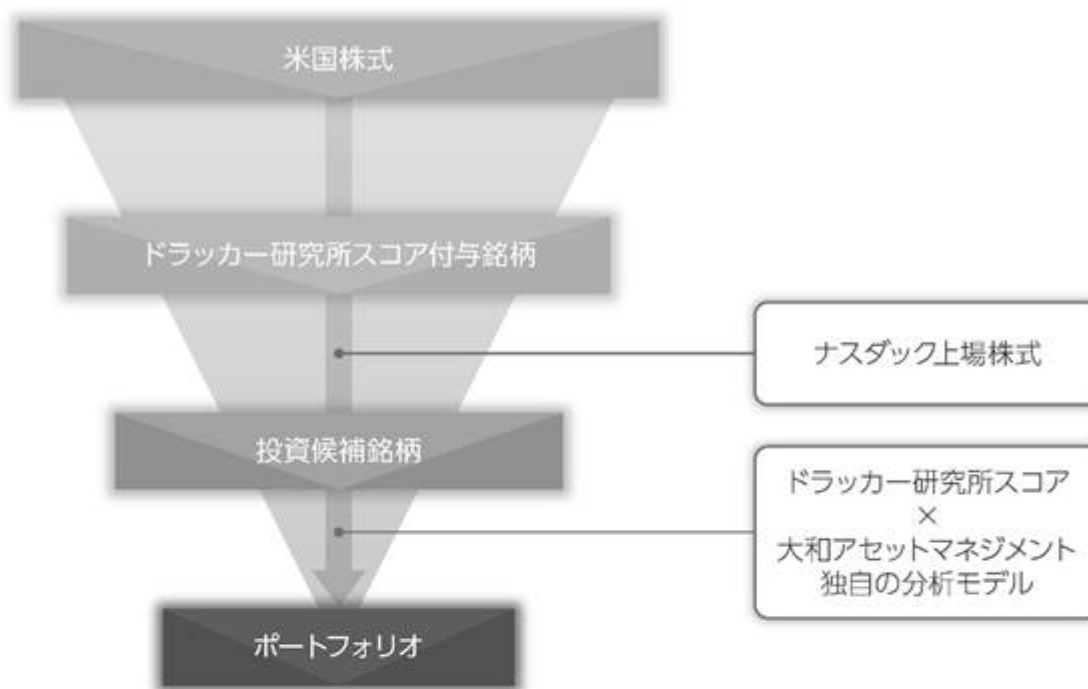 米国株式
ドラッカー研究所スコア付与銘柄
ナスダック上場株式
投資候補銘柄
ドラッカー研究所スコア
×
大和アセットマネジメント
独自の分析モデル
ポートフォリオ